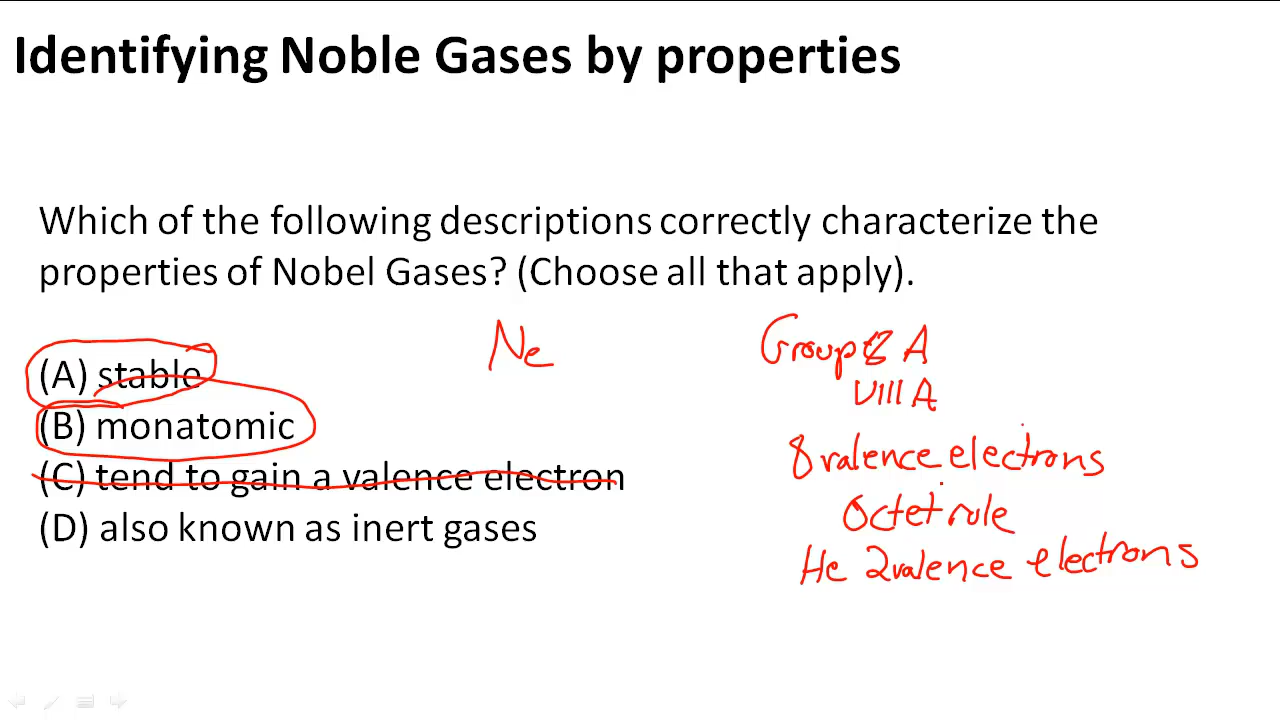 Identifying Noble Gases by properties
Which of the following descriptions correctly characterize the
properties of Nobel Gases? (Choose all that apply).
(A) stable
(B) monatomic
(C) tend to gain a valence electron
(D) also known as inert gases
Ne
Group 8 A
VIII A
8 valence electrons
Octet rule
He 2 valence electrons